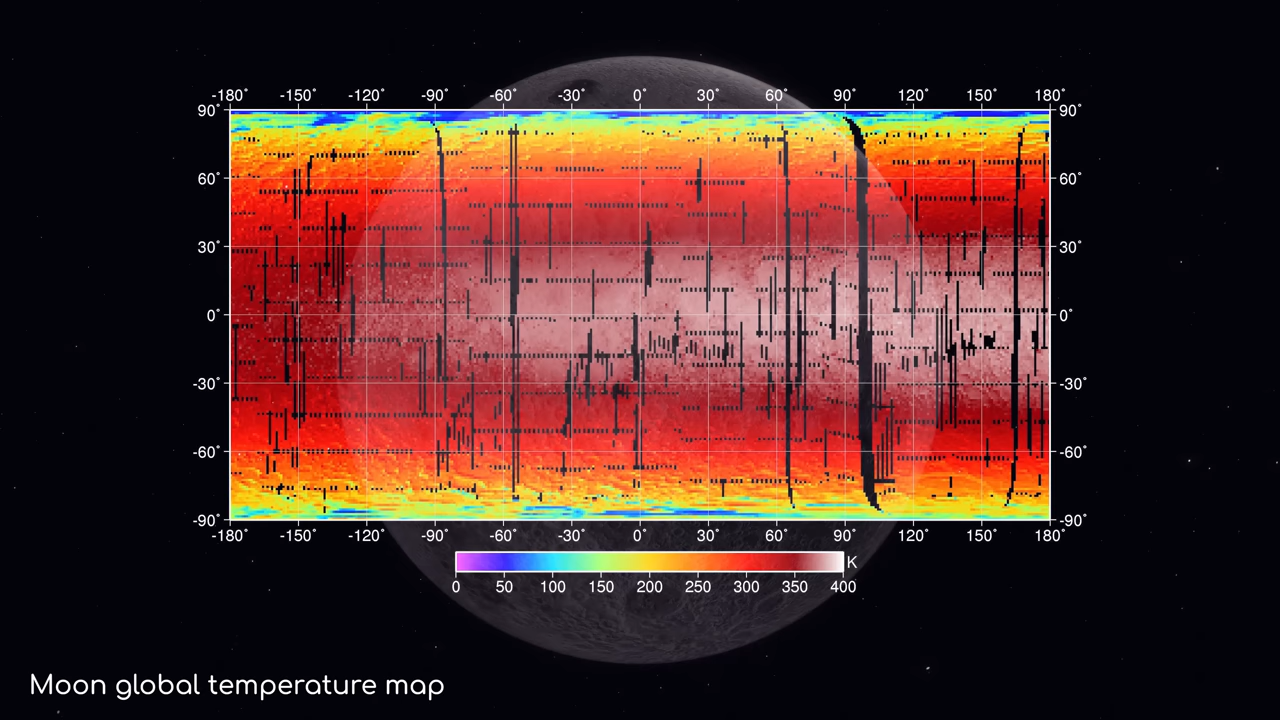 -180° -150° -120° -90° -60° -30° 0° 30° 60° 90° 120° 150° 180°
90° 90°
60° 60°
30° 30°
0° 0°
-30° -30°
-60° -60°
-90° -90°
-180° -150° -120° -90° -60° -30° 0° 30° 60° 90° 120° 150° 180°
K
0 50 100 150 200 250 300 350 400
Moon global temperature map